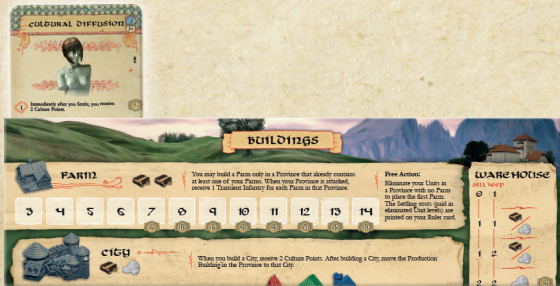 CULTURAL DIFFUSION
!
Immediately after you Settle, you receive
2 Culture Points.
BUILDINGS
FARM
You may build a Farm only in a Province that already contains
at least one of your Farms. When your Province is attacked,
receive 1 Transient Infantry for each Farm in that Province.
Free Action:
Eliminate your Units in
a Province with no Farm
to place the first Farm.
The Settling costs (paid in
eliminated Unit levels) are
printed on your Ruler card.
3 4 5 6 7 8 9 10 11 12 13 14
CITY
When you build a City, receive 2 Culture Points. After building a City, move the Production
Building in the Province to that City.
WAREHOUSE
SELL KEEP
0 1
1 1
1 2
2 2